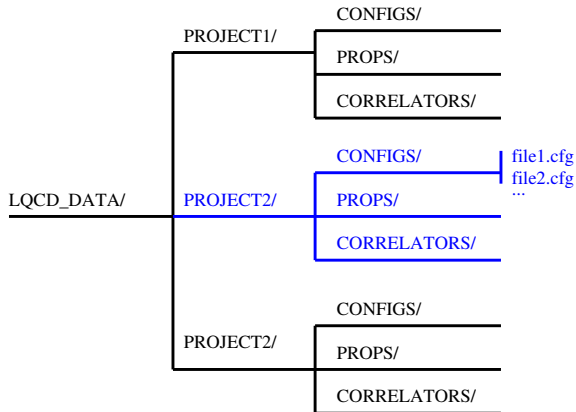 CONFIGS/
PROJECT1/
PROPS/
CORRELATORS/
CONFIGS/
file1.cfg
file2.cfg
...
LQCD_DATA/
PROJECT2/
PROPS/
CORRELATORS/
CONFIGS/
PROJECT2/
PROPS/
CORRELATORS/